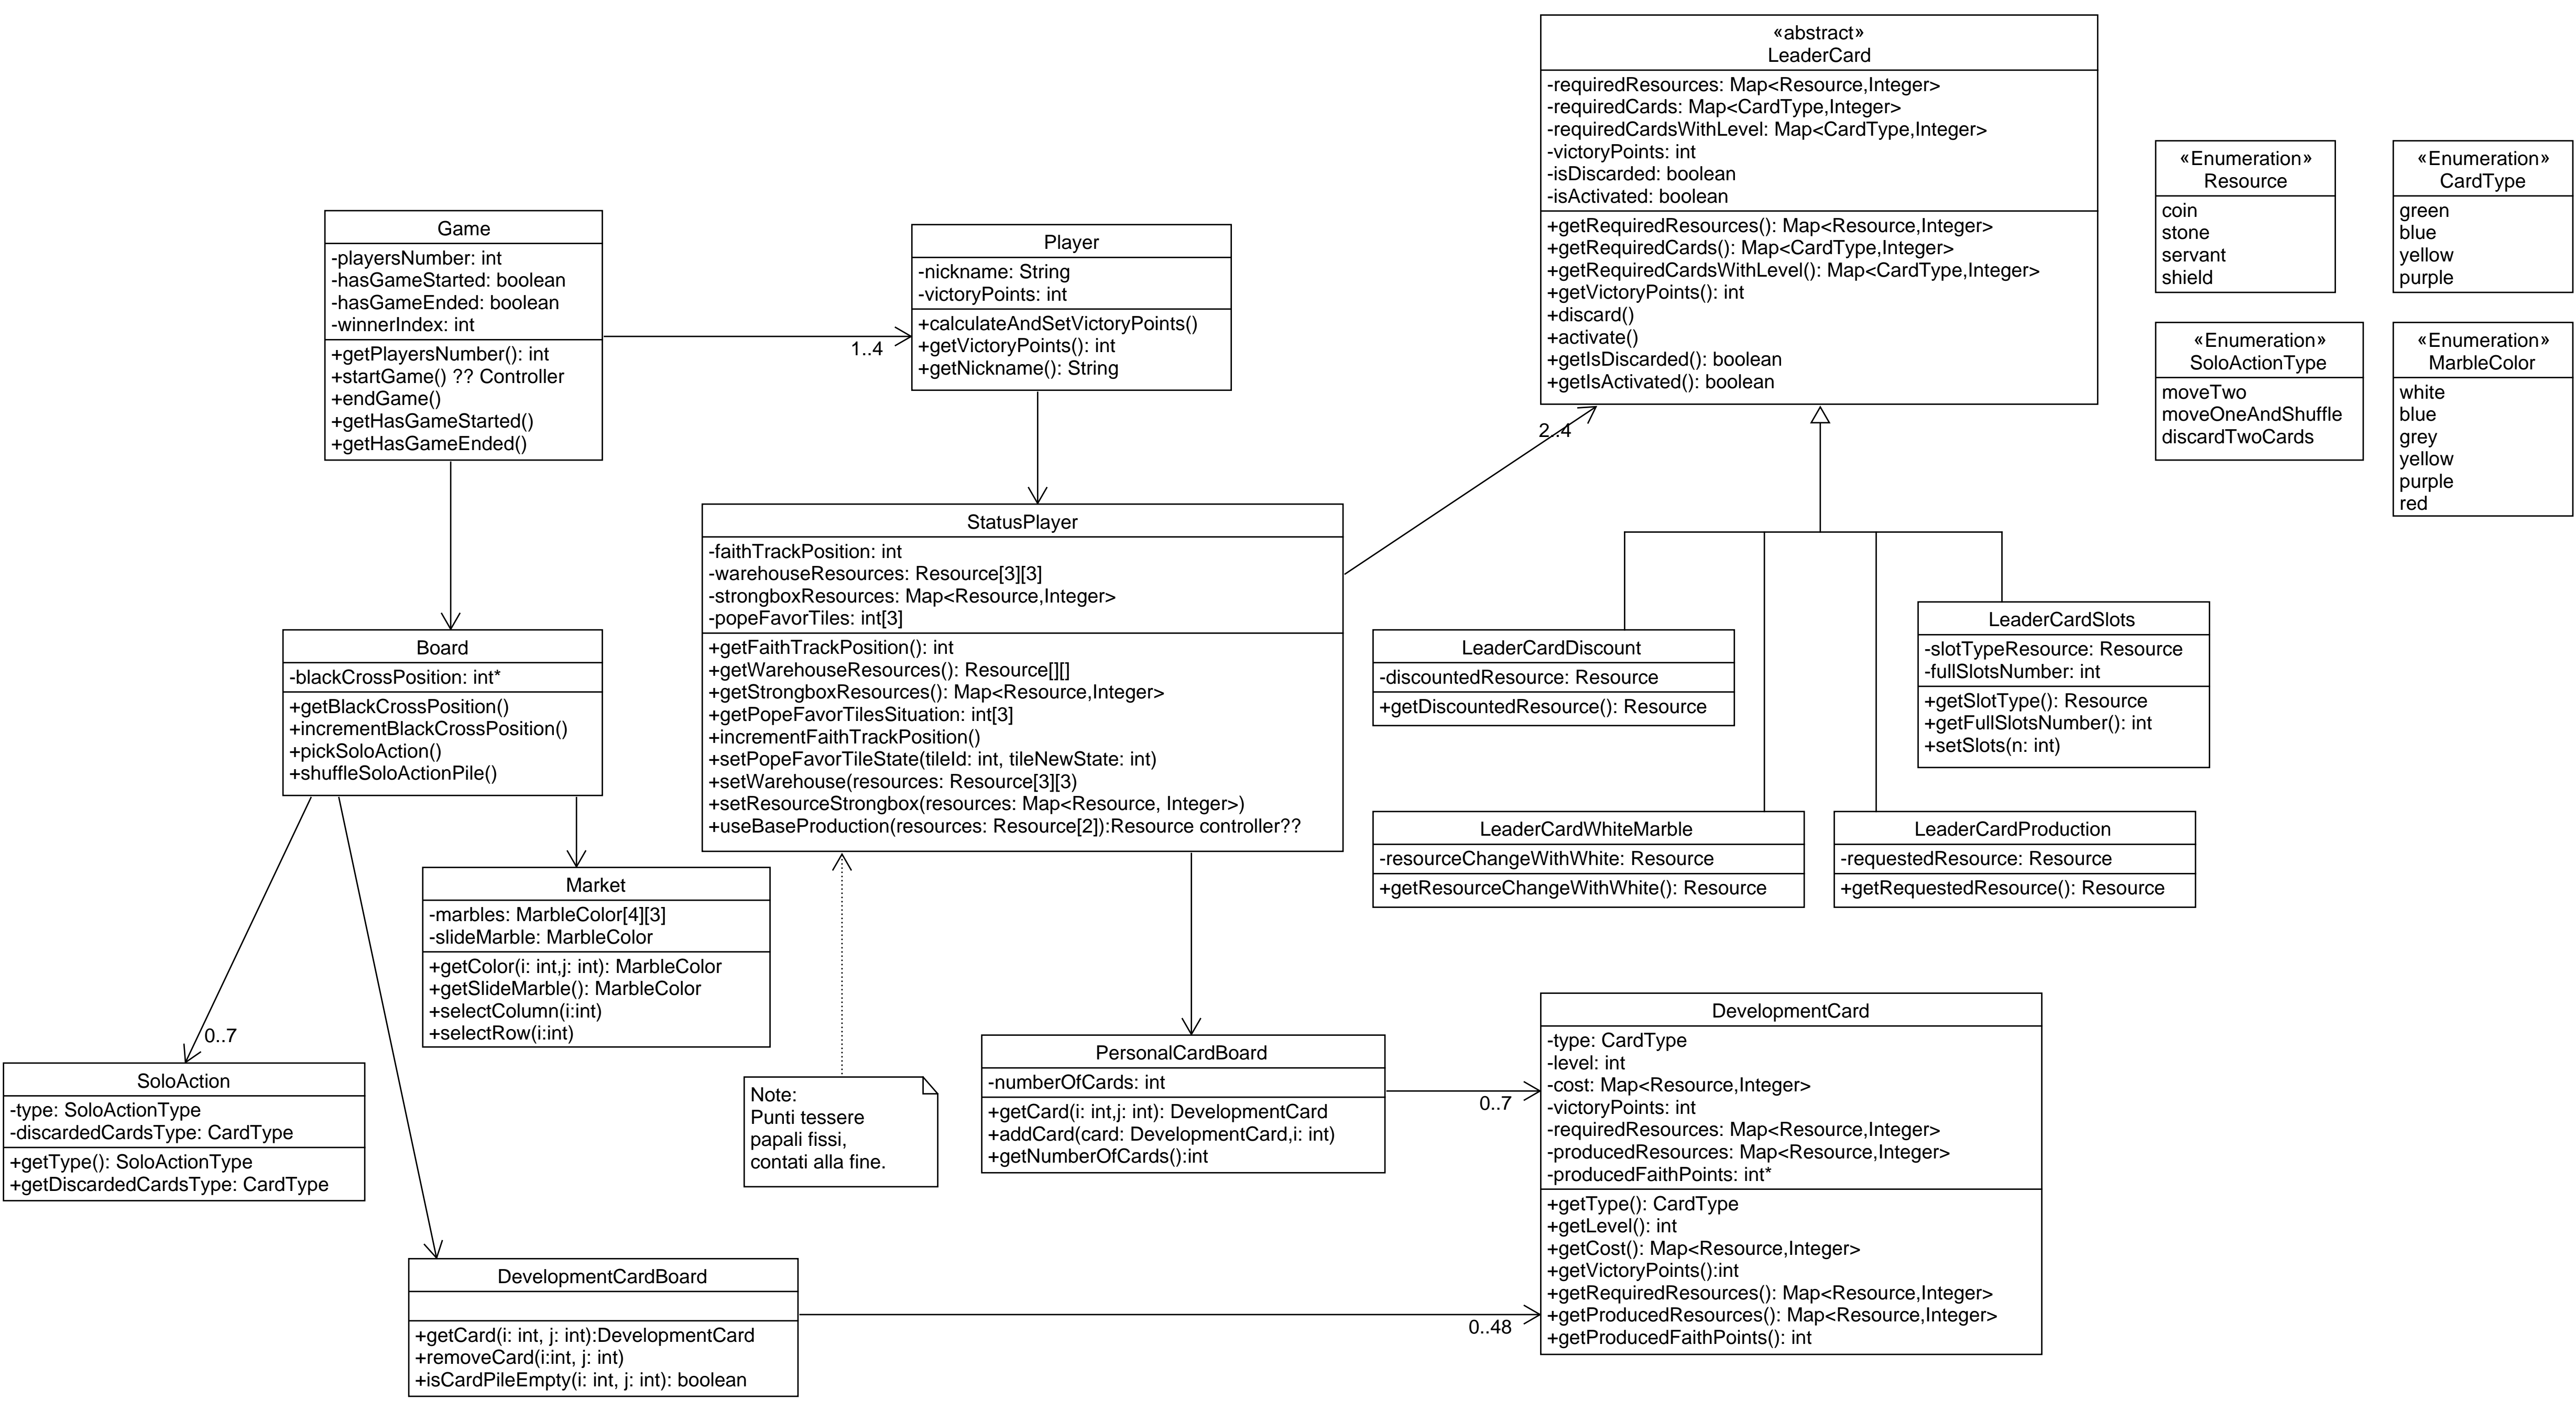 Game
-playersNumber: int
-hasGameStarted: boolean
-hasGameEnded: boolean
-winnerIndex: int
+getPlayersNumber(): int
+startGame() ?? Controller
+endGame()
+getHasGameStarted()
+getHasGameEnded()
1..4
Player
-nickname: String
-victoryPoints: int
+calculateAndSetVictoryPoints()
+getVictoryPoints(): int
+getNickname(): String
«abstract»
LeaderCard
-requiredResources: Map<Resource,Integer>
-requiredCards: Map<CardType,Integer>
-requiredCardsWithLevel: Map<CardType,Integer>
-victoryPoints: int
-isDiscarded: boolean
-isActivated: boolean
+getRequiredResources(): Map<Resource,Integer>
+getRequiredCards(): Map<CardType,Integer>
+getRequiredCardsWithLevel(): Map<CardType,Integer>
+getVictoryPoints(): int
+discard()
+activate()
+getIsDiscarded(): boolean
+getIsActivated(): boolean
2..4
«Enumeration»
Resource
coin
stone
servant
shield
«Enumeration»
CardType
green
blue
yellow
purple
«Enumeration»
SoloActionType
moveTwo
moveOneAndShuffle
discardTwoCards
«Enumeration»
MarbleColor
white
blue
grey
yellow
purple
red
StatusPlayer
-faithTrackPosition: int
-warehouseResources: Resource[3][3]
-strongboxResources: Map<Resource,Integer>
-popeFavorTiles: int[3]
+getFaithTrackPosition(): int
+getWarehouseResources(): Resource[][]
+getStrongboxResources(): Map<Resource,Integer>
+getPopeFavorTilesSituation: int[3]
+incrementFaithTrackPosition()
+setPopeFavorTileState(tileId: int, tileNewState: int)
+setWarehouse(resources: Resource[3][3])
+setResourceStrongbox(resources: Map<Resource, Integer>)
+useBaseProduction(resources: Resource[2]):Resource controller??
Board
-blackCrossPosition: int*
+getBlackCrossPosition()
+incrementBlackCrossPosition()
+pickSoloAction()
+shuffleSoloActionPile()
LeaderCardDiscount
-discountedResource: Resource
+getDiscountedResource(): Resource
LeaderCardSlots
-slotTypeResource: Resource
-fullSlotsNumber: int
+getSlotType(): Resource
+getFullSlotsNumber(): int
+setSlots(n: int)
LeaderCardWhiteMarble
-resourceChangeWithWhite: Resource
+getResourceChangeWithWhite(): Resource
LeaderCardProduction
-requestedResource: Resource
+getRequestedResource(): Resource
Market
-marbles: MarbleColor[4][3]
-slideMarble: MarbleColor
+getColor(i: int,j: int): MarbleColor
+getSlideMarble(): MarbleColor
+selectColumn(i:int)
+selectRow(i:int)
0..7
SoloAction
-type: SoloActionType
-discardedCardsType: CardType
+getType(): SoloActionType
+getDiscardedCardsType: CardType
Note:
Punti tessere
papali fissi,
contati alla fine.
PersonalCardBoard
-numberOfCards: int
+getCard(i: int,j: int): DevelopmentCard
+addCard(card: DevelopmentCard,i: int)
+getNumberOfCards():int
0..7
DevelopmentCard
-type: CardType
-level: int
-cost: Map<Resource,Integer>
-victoryPoints: int
-requiredResources: Map<Resource,Integer>
-producedResources: Map<Resource,Integer>
-producedFaithPoints: int*
+getType(): CardType
+getLevel(): int
+getCost(): Map<Resource,Integer>
+getVictoryPoints():int
+getRequiredResources(): Map<Resource,Integer>
+getProducedResources(): Map<Resource,Integer>
+getProducedFaithPoints(): int
DevelopmentCardBoard
+getCard(i: int, j: int):DevelopmentCard
+removeCard(i:int, j: int)
+isCardPileEmpty(i: int, j: int): boolean
0..48